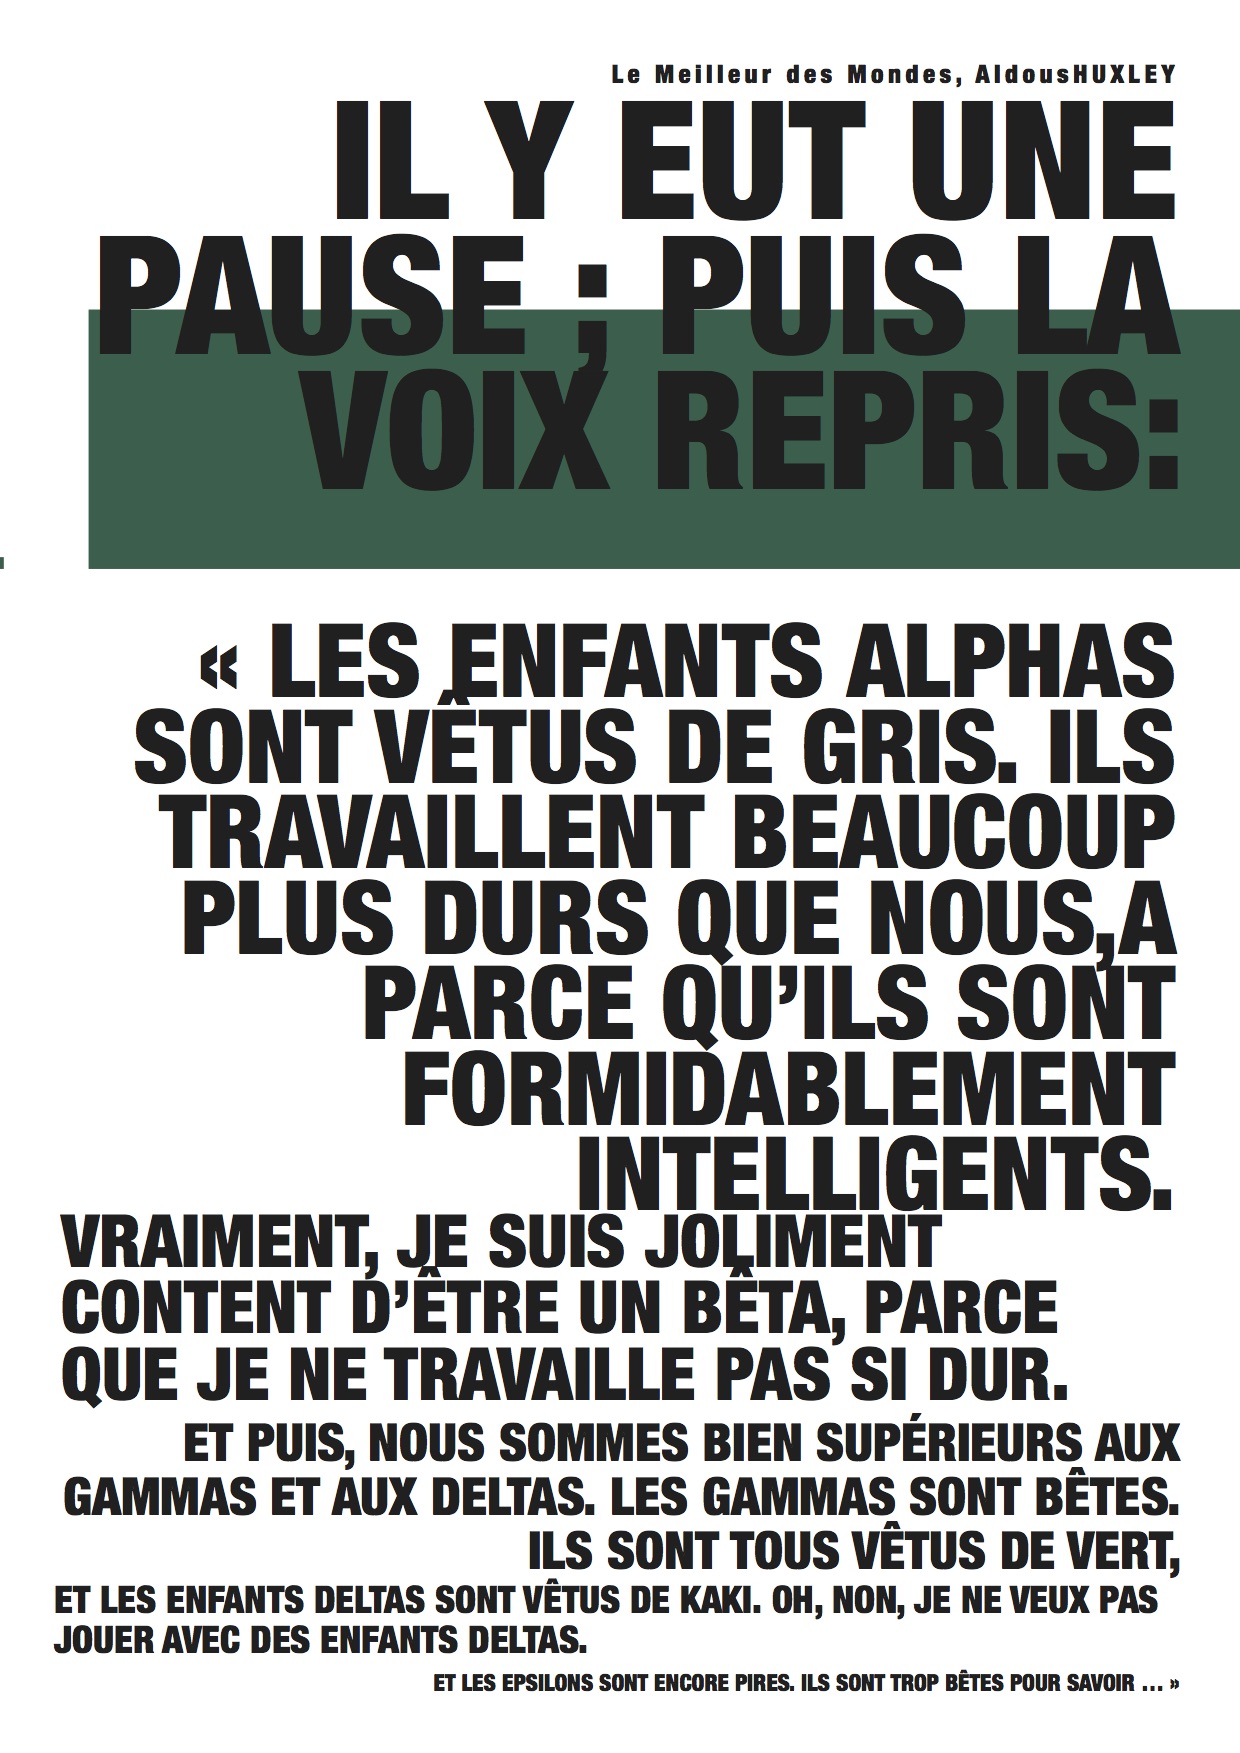 Le Meilleur des Mondes, AldousHUXLEY
IL Y EUT UNE
PAUSE ; PUIS LA
VOIX REPRIS:
« LES ENFANTS ALPHAS
SONT VÊTUS DE GRIS. ILS
TRAVAILLENT BEAUCOUP
PLUS DURS QUE NOUS,A
PARCE QU’ILS SONT
FORMIDABLEMENT
INTELLIGENTS.
VRAIMENT, JE SUIS JOLIMENT
CONTENT D’ÊTRE UN BÊTA, PARCE
QUE JE NE TRAVAILLE PAS SI DUR.
ET PUIS, NOUS SOMMES BIEN SUPÉRIEURS AUX
GAMMAS ET AUX DELTAS. LES GAMMAS SONT BÊTES.
ILS SONT TOUS VÊTUS DE VERT,
ET LES ENFANTS DELTAS SONT VÊTUS DE KAKI. OH, NON, JE NE VEUX PAS
JOUER AVEC DES ENFANTS DELTAS.
ET LES EPSILONS SONT ENCORE PIRES. ILS SONT TROP BÊTES POUR SAVOIR … »